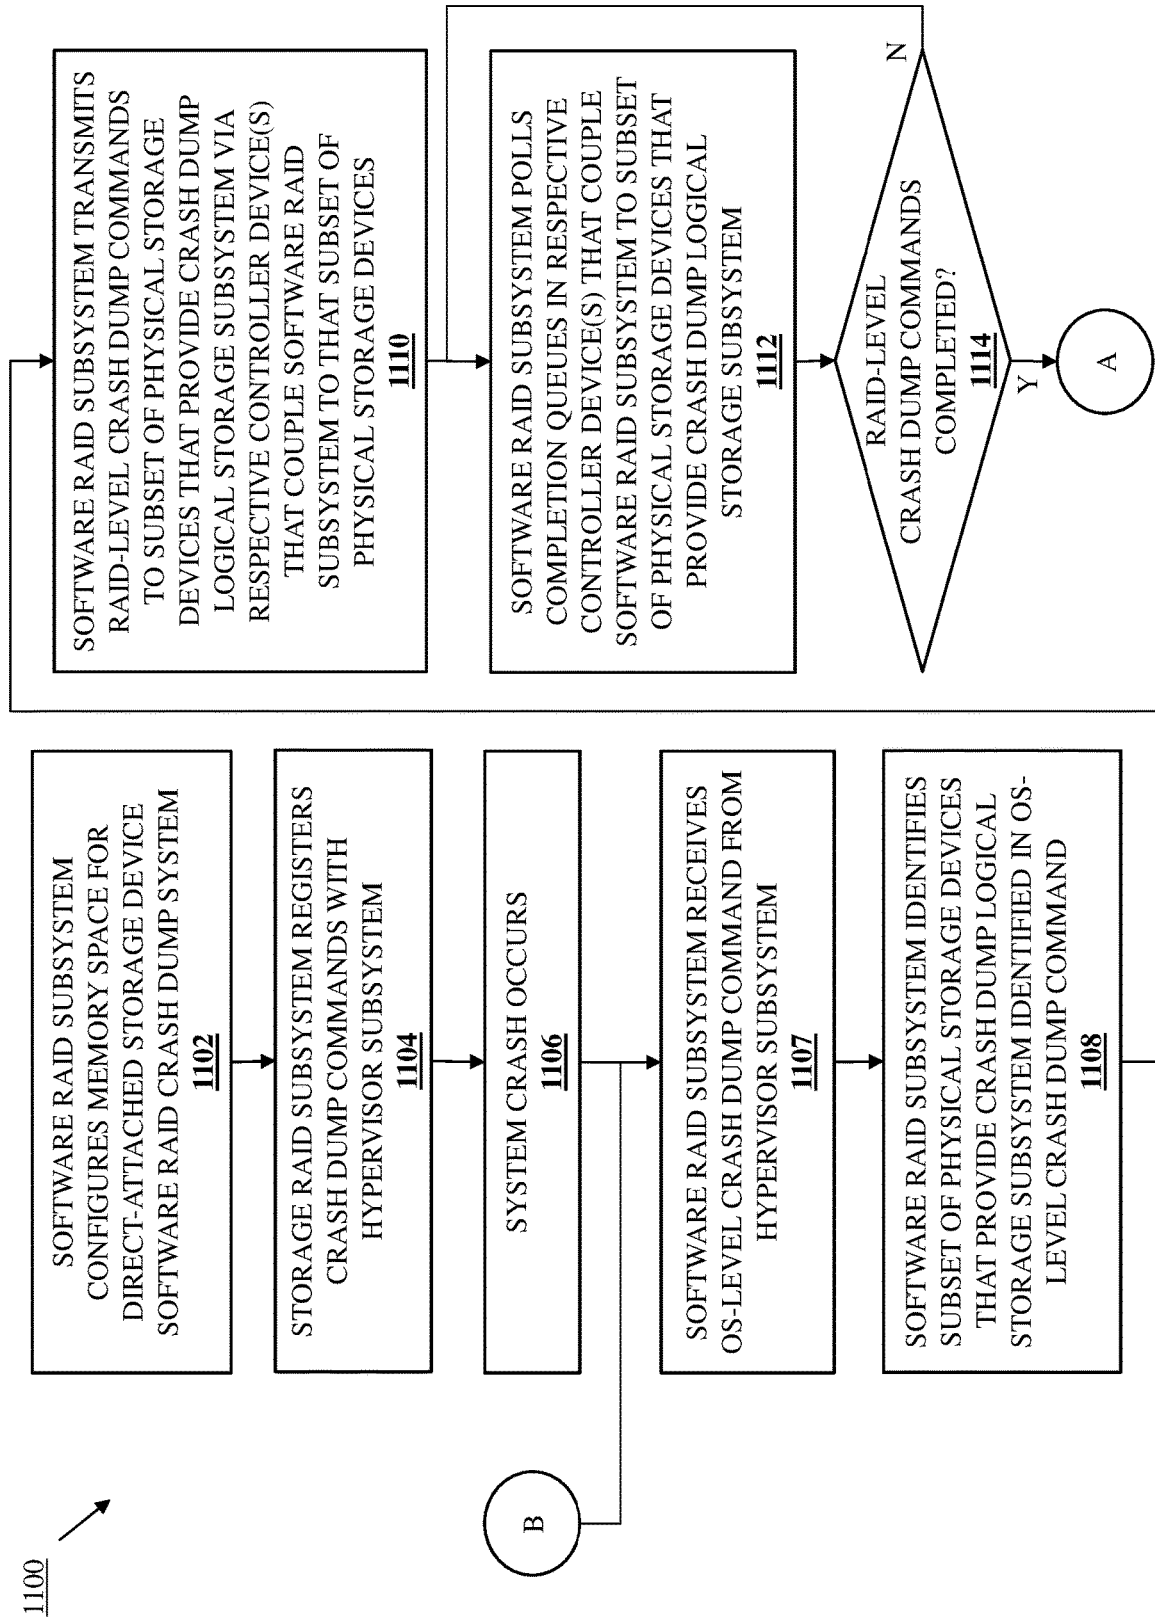 1100
SOFTWARE RAID SUBSYSTEM
CONFIGURES MEMORY SPACE FOR
DIRECT-ATTACHED STORAGE DEVICE
SOFTWARE RAID CRASH DUMP SYSTEM
1102
STORAGE RAID SUBSYSTEM REGISTERS
CRASH DUMP COMMANDS WITH
HYPERVISOR SUBSYSTEM
1104
SYSTEM CRASH OCCURS
1106
B
SOFTWARE RAID SUBSYSTEM RECEIVES
OS-LEVEL CRASH DUMP COMMAND FROM
HYPERVISOR SUBSYSTEM
1107
SOFTWARE RAID SUBSYSTEM IDENTIFIES
SUBSET OF PHYSICAL STORAGE DEVICES
THAT PROVIDE CRASH DUMP LOGICAL
STORAGE SUBSYSTEM IDENTIFIED IN OS-
LEVEL CRASH DUMP COMMAND
1108
SOFTWARE RAID SUBSYSTEM TRANSMITS
RAID-LEVEL CRASH DUMP COMMANDS
TO SUBSET OF PHYSICAL STORAGE
DEVICES THAT PROVIDE CRASH DUMP
LOGICAL STORAGE SUBSYSTEM VIA
RESPECTIVE CONTROLLER DEVICE(S)
THAT COUPLE SOFTWARE RAID
SUBSYSTEM TO THAT SUBSET OF
PHYSICAL STORAGE DEVICES
1110
SOFTWARE RAID SUBSYSTEM POLLS
COMPLETION QUEUES IN RESPECTIVE
CONTROLLER DEVICE(S) THAT COUPLE
SOFTWARE RAID SUBSYSTEM TO SUBSET
OF PHYSICAL STORAGE DEVICES THAT
PROVIDE CRASH DUMP LOGICAL
STORAGE SUBSYSTEM
1112
RAID-LEVEL
CRASH DUMP COMMANDS
COMPLETED?
1114
N
Y
A